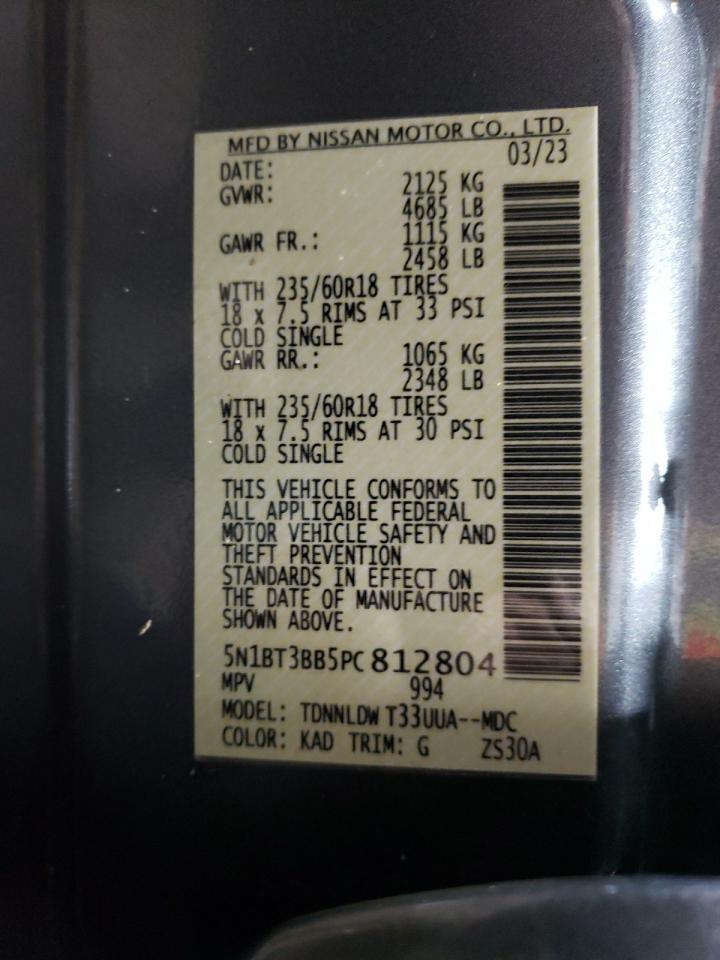 MFD BY NISSAN MOTOR CO., LTD.
DATE: 03/23
GVWR: 2125 KG
4685 LB
GAWR FR.: 1115 KG
2458 LB
WITH 235/60R18 TIRES
18 x 7.5 RIMS AT 33 PSI
COLD SINGLE
GAWR RR.: 1065 KG
2348 LB
WITH 235/60R18 TIRES
18 x 7.5 RIMS AT 30 PSI
COLD SINGLE
THIS VEHICLE CONFORMS TO
ALL APPLICABLE FEDERAL
MOTOR VEHICLE SAFETY AND
THEFT PREVENTION
STANDARDS IN EFFECT ON
THE DATE OF MANUFACTURE
SHOWN ABOVE.
5N1BT3BB5PC812804
MPV 994
MODEL: TDNNLDW T33UUA--MDC
COLOR: KAD TRIM: G ZS30A